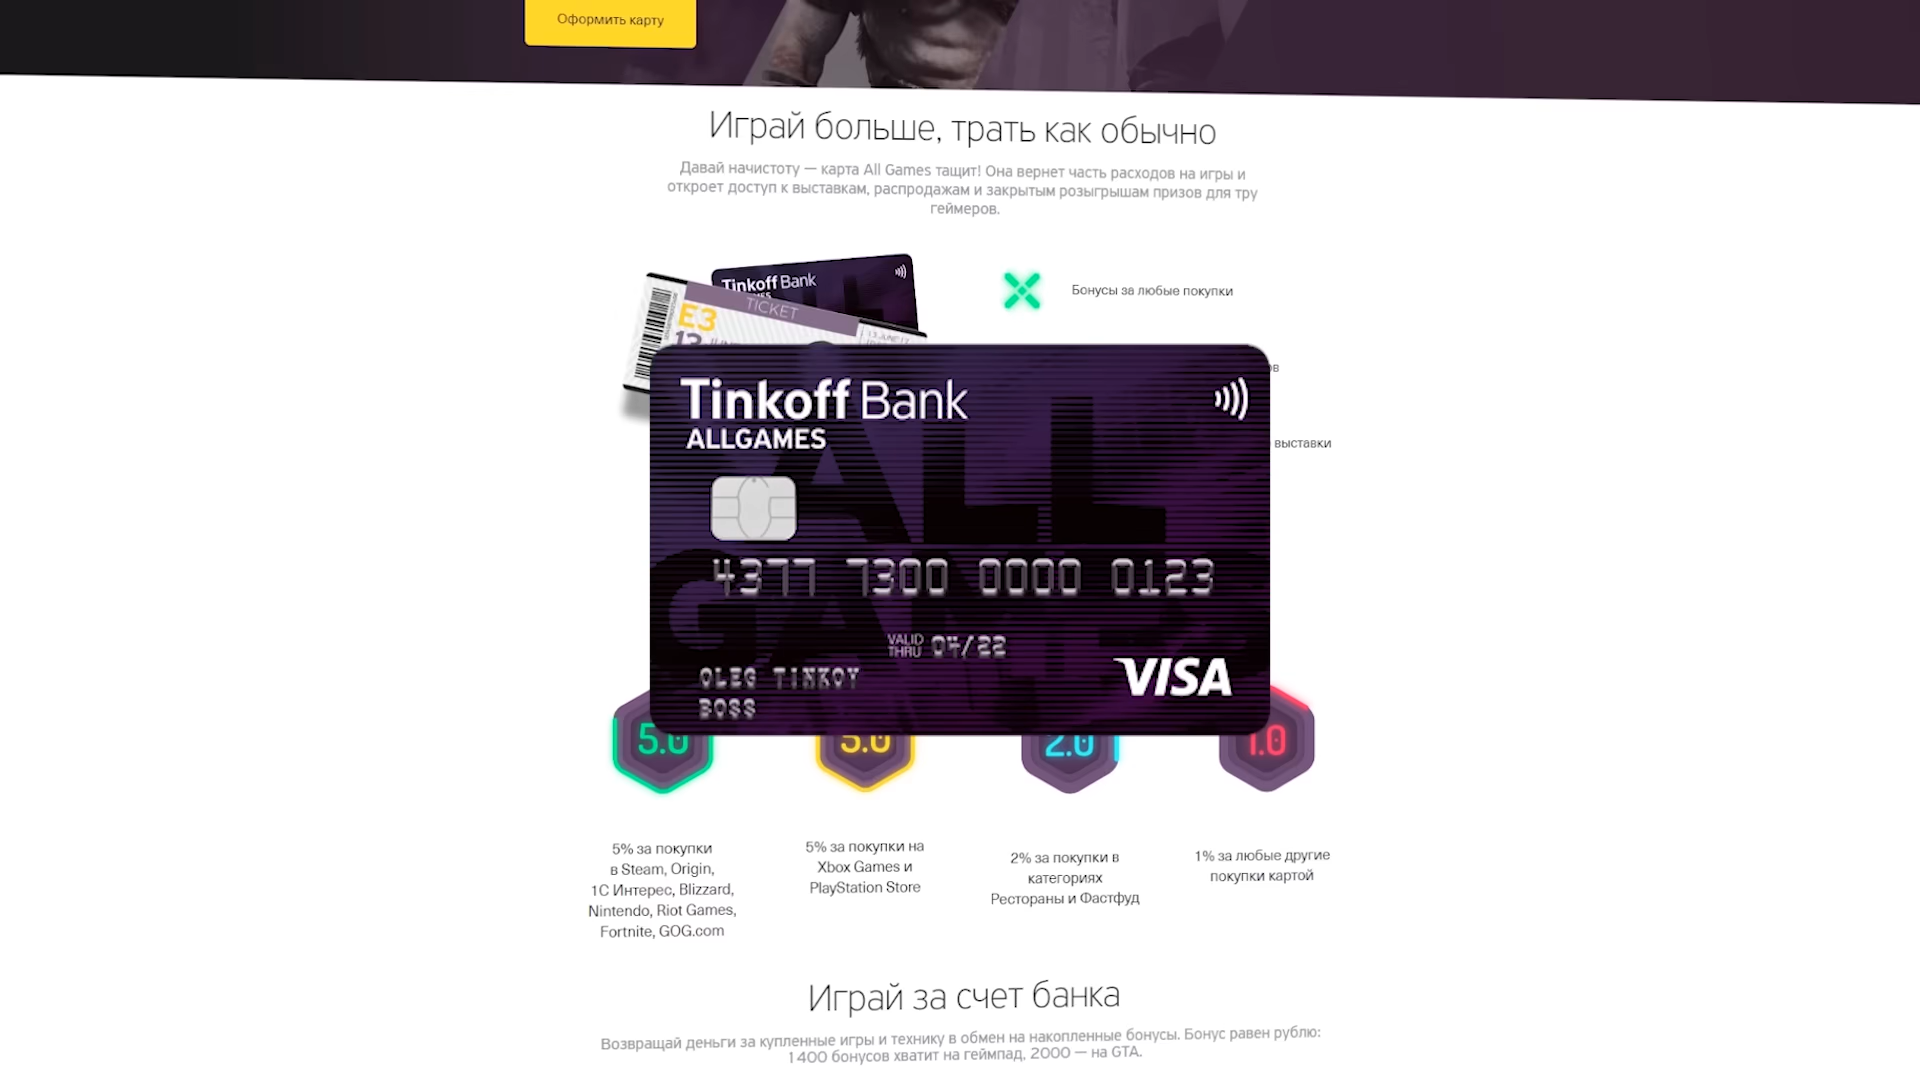 Оформить карту
Играй больше, трать как обычно
Давай начистоту — карта All Games тащит! Она вернет часть расходов на игры и
откроет доступ к выставкам, распродажам и закрытым розыгрышам призов для тру
геймеров.
Tinkoff Bank
TICKET
E3
Бонусы за любые покупки
выставки
Tinkoff Bank
ALLGAMES
ALL
4377 7300 0000 0123
VALID
THRU 04/22
OLEG TINKOV
BOSS
VISA
5.0
5.0
2.0
1.0
5% за покупки
в Steam, Origin,
1С Интерес, Blizzard,
Nintendo, Riot Games,
Fortnite, GOG.com
5% за покупки на
Xbox Games и
PlayStation Store
2% за покупки в
категориях
Рестораны и Фастфуд
1% за любые другие
покупки картой
Играй за счет банка
Возвращай деньги за купленные игры и технику в обмен на накопленные бонусы. Бонус равен рублю:
1400 бонусов хватит на геймпад, 2000 — на GTA.